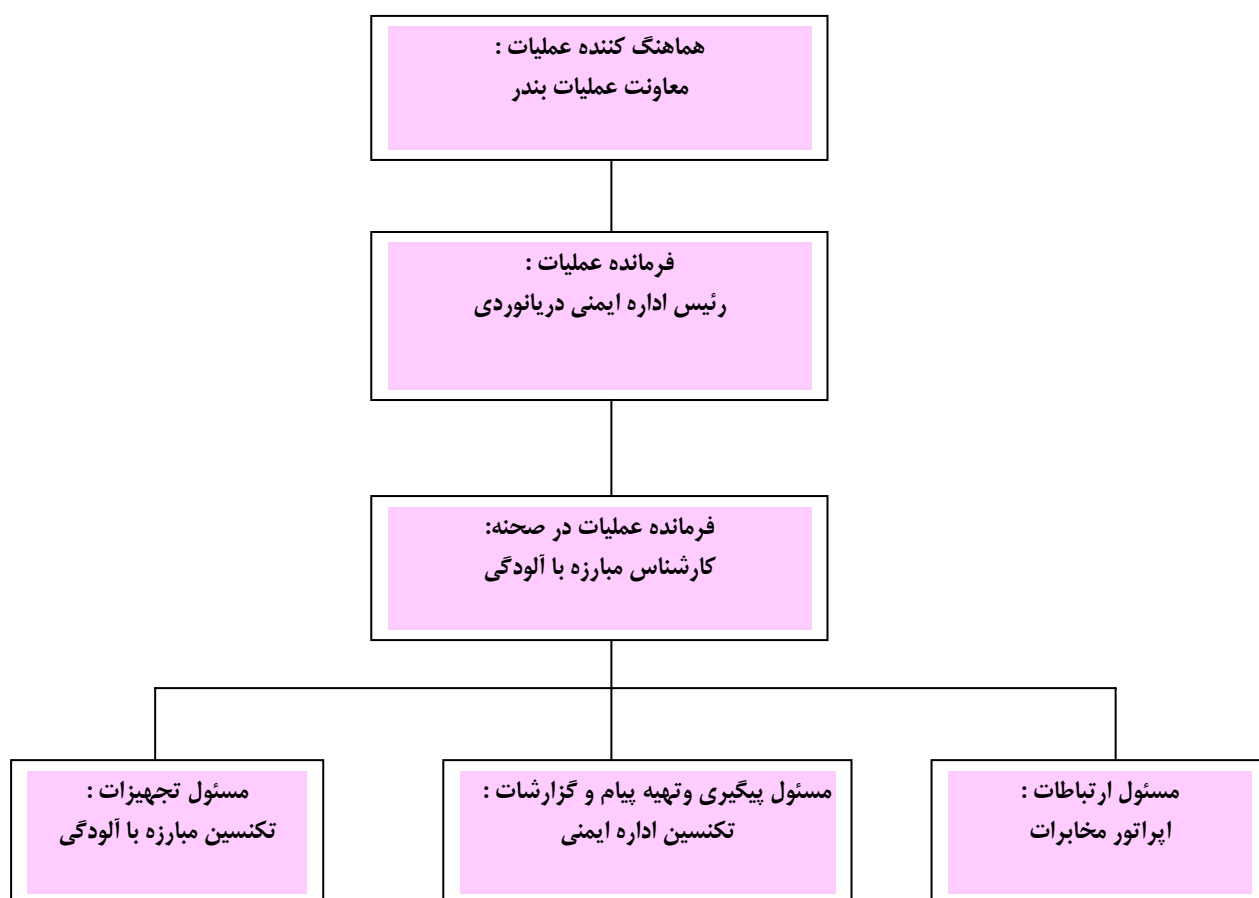 هماهنگ کننده عملیات :
معاونت عملیات بندر
فرمانده عملیات :
رئیس اداره ایمنی دریانوردی
فرمانده عملیات در صحنه:
کارشناس مبارزه با آلودگی
مسئول ارتباطات :
اپراتور مخابرات
مسئول پیگیری وتهیه پیام و گزارشات :
تکنسین اداره ایمنی
مسئول تجهیزات :
تکنسین مبارزه با آلودگی